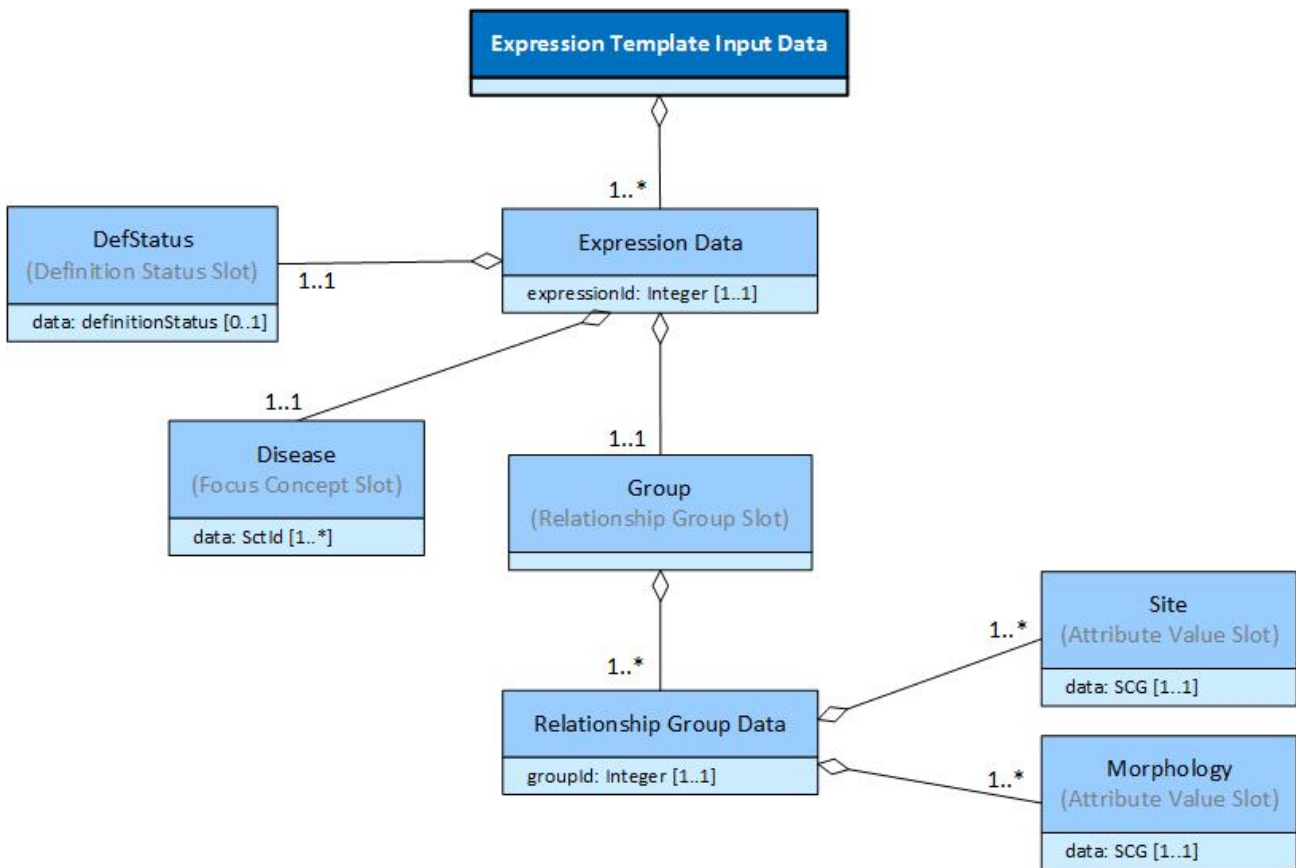 Expression Template Input Data
1..*
DefStatus
(Definition Status Slot)
data: definitionStatus [0..1]
1..1
Expression Data
expressionId: Integer [1..1]
1..1
Disease
(Focus Concept Slot)
data: SctId [1..*]
1..1
Group
(Relationship Group Slot)
1..*
Relationship Group Data
groupId: Integer [1..1]
1..*
Site
(Attribute Value Slot)
data: SCG [1..1]
1..*
Morphology
(Attribute Value Slot)
data: SCG [1..1]